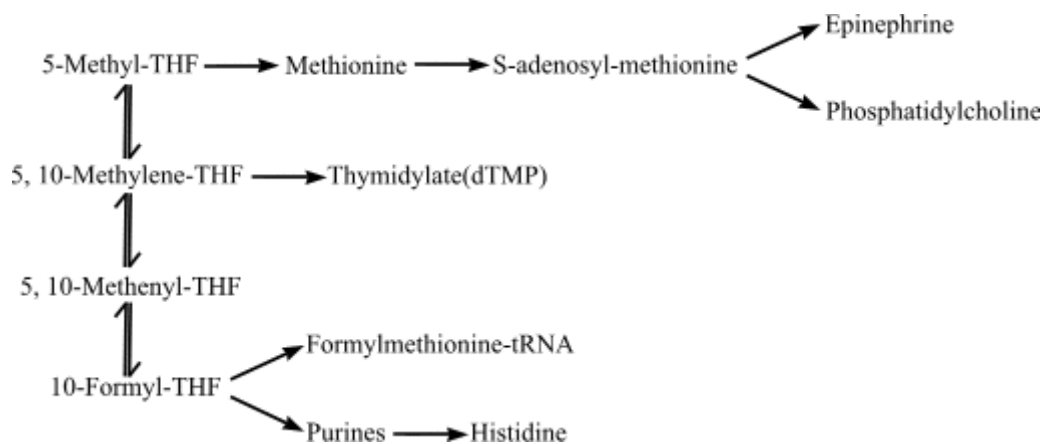 Epinephrine
5-Methyl-THF Methionine S-adenosyl-methionine
Phosphatidylcholine
5, 10-Methylene-THF Thymidylate(dTMP)
5, 10-Methenyl-THF
Formylmethionine-tRNA
10-Formyl-THF
Purines Histidine